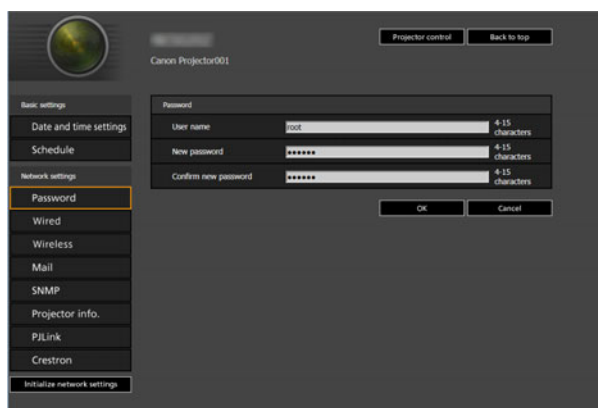 Projector control
Back to top
Canon Projector001
Basic settings
Date and time settings
Schedule
Network settings
Password
Wired
Wireless
Mail
SNMP
Projector info.
PJLink
Crestron
Initialize network settings
Password
User name
root
4-15
characters
New password
••••••
4-15
characters
Confirm new password
••••••
4-15
characters
OK
Cancel